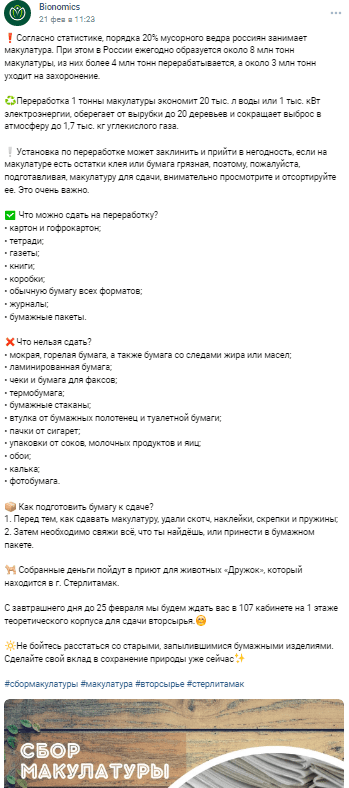 Bionomics
21 фев в 11:23
❗Согласно статистике, порядка 20% мусорного ведра россиян занимает
макулатура. При этом в России ежегодно образуется около 8 млн тонн
макулатуры, из них более 4 млн тонн перерабатывается, а около 3 млн тонн
уходит на захоронение.
♻Переработка 1 тонны макулатуры экономит 20 тыс. л воды или 1 тыс. кВт
электроэнергии, оберегает от вырубки до 20 деревьев и сокращает выброс в
атмосферу до 1,7 тыс. кг углекислого газа.
❕Установка по переработке может заклинить и прийти в негодность, если на
макулатуре есть остатки клея или бумага грязная, поэтому, пожалуйста,
подготавливая, макулатуру для сдачи, внимательно просмотрите и отсортируйте
ее. Это очень важно.
✅ Что можно сдать на переработку?
• картон и гофрокартон;
• тетради;
• газеты;
• книги;
• коробки;
• обычную бумагу всех форматов;
• журналы;
• бумажные пакеты.
❌Что нельзя сдать?
• мокрая, горелая бумага, а также бумага со следами жира или масел;
• ламинированная бумага;
• чеки и бумага для факсов;
• термобумага;
• бумажные стаканы;
• втулка от бумажных полотенец и туалетной бумаги;
• пачки от сигарет;
• упаковки от соков, молочных продуктов и яиц;
• обои;
• калька;
• фотобумага.
📦 Как подготовить бумагу к сдаче?
1. Перед тем, как сдавать макулатуру, удали скотч, наклейки, скрепки и пружины;
2. Затем необходимо свяжи всё, что ты найдёшь, или принести в бумажном
пакете.
🐕 Собранные деньги пойдут в приют для животных «Дружок», который
находится в г. Стерлитамак.
С завтрашнего дня до 25 февраля мы будем ждать вас в 107 кабинете на 1 этаже
теоретического корпуса для сдачи вторсырья.😊
🔆Не бойтесь расстаться со старыми, запылившимися бумажными изделиями.
Сделайте свой вклад в сохранение природы уже сейчас✨
#сбормакулатуры #макулатура #вторсырье #стерлитамак
СБОР
МАКУЛАТУРЫ